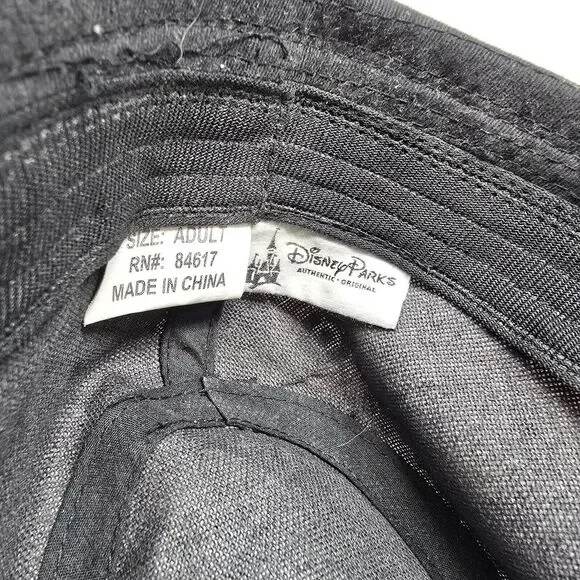 SIZE: ADULT
RN#: 84617
MADE IN CHINA
Disney Parks
AUTHENTIC • ORIGINAL